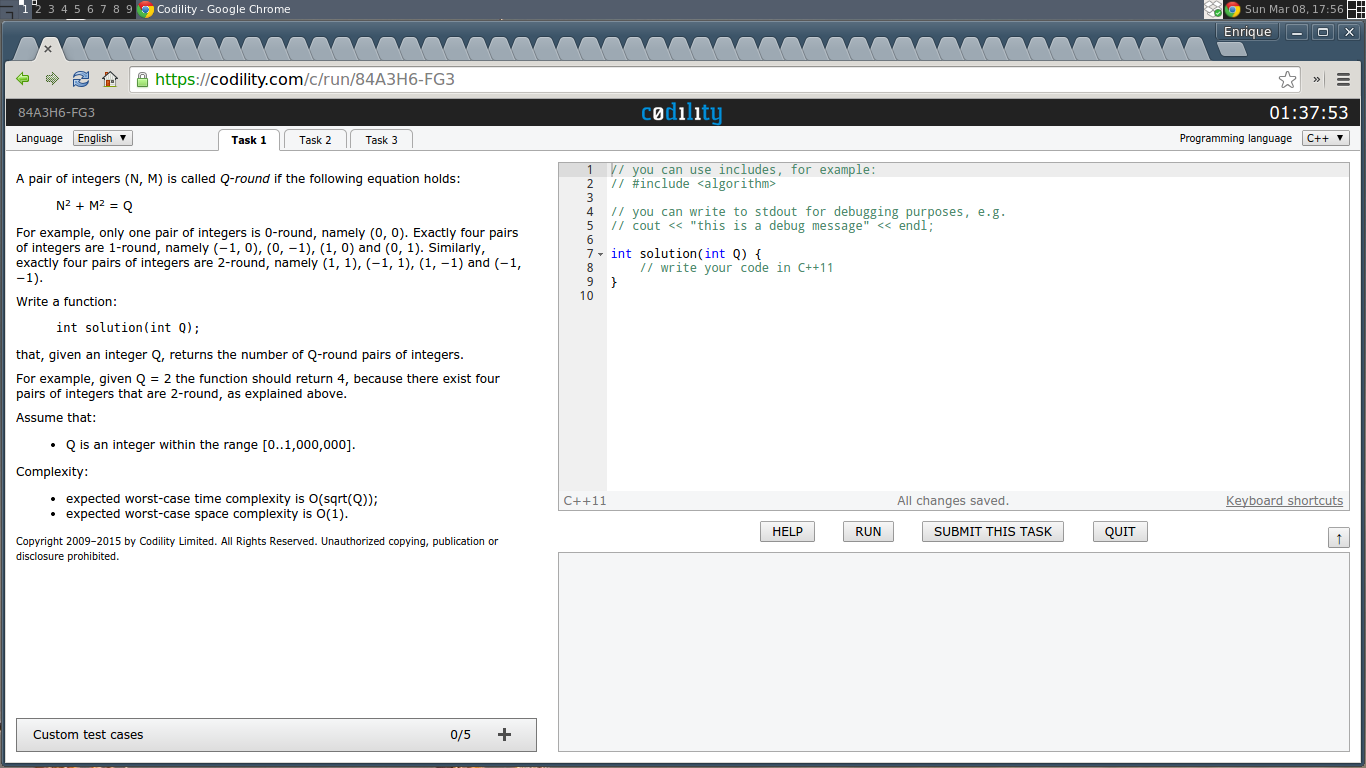 1 2 3 4 5 6 7 8 9 Codility - Google Chrome Sun Mar 08, 17:56
Enrique
https://codility.com/c/run/84A3H6-FG3 »
84A3H6-FG3 codility 01:37:53
Language English ▼ Task 1 Task 2 Task 3 Programming language C++ ▼
A pair of integers (N, M) is called Q-round if the following equation holds:
N² + M² = Q
For example, only one pair of integers is 0-round, namely (0, 0). Exactly four pairs
of integers are 1-round, namely (−1, 0), (0, −1), (1, 0) and (0, 1). Similarly,
exactly four pairs of integers are 2-round, namely (1, 1), (−1, 1), (1, −1) and (−1,
−1).
Write a function:
int solution(int Q);
that, given an integer Q, returns the number of Q-round pairs of integers.
For example, given Q = 2 the function should return 4, because there exist four
pairs of integers that are 2-round, as explained above.
Assume that:
• Q is an integer within the range [0..1,000,000].
Complexity:
• expected worst-case time complexity is O(sqrt(Q));
• expected worst-case space complexity is O(1).
Copyright 2009–2015 by Codility Limited. All Rights Reserved. Unauthorized copying, publication or
disclosure prohibited.
Custom test cases 0/5 +
1 // you can use includes, for example:
2 // #include <algorithm>
3
4 // you can write to stdout for debugging purposes, e.g.
5 // cout << "this is a debug message" << endl;
6
7 int solution(int Q) {
8 // write your code in C++11
9 }
10
C++11 All changes saved. Keyboard shortcuts
HELP RUN SUBMIT THIS TASK QUIT ↑